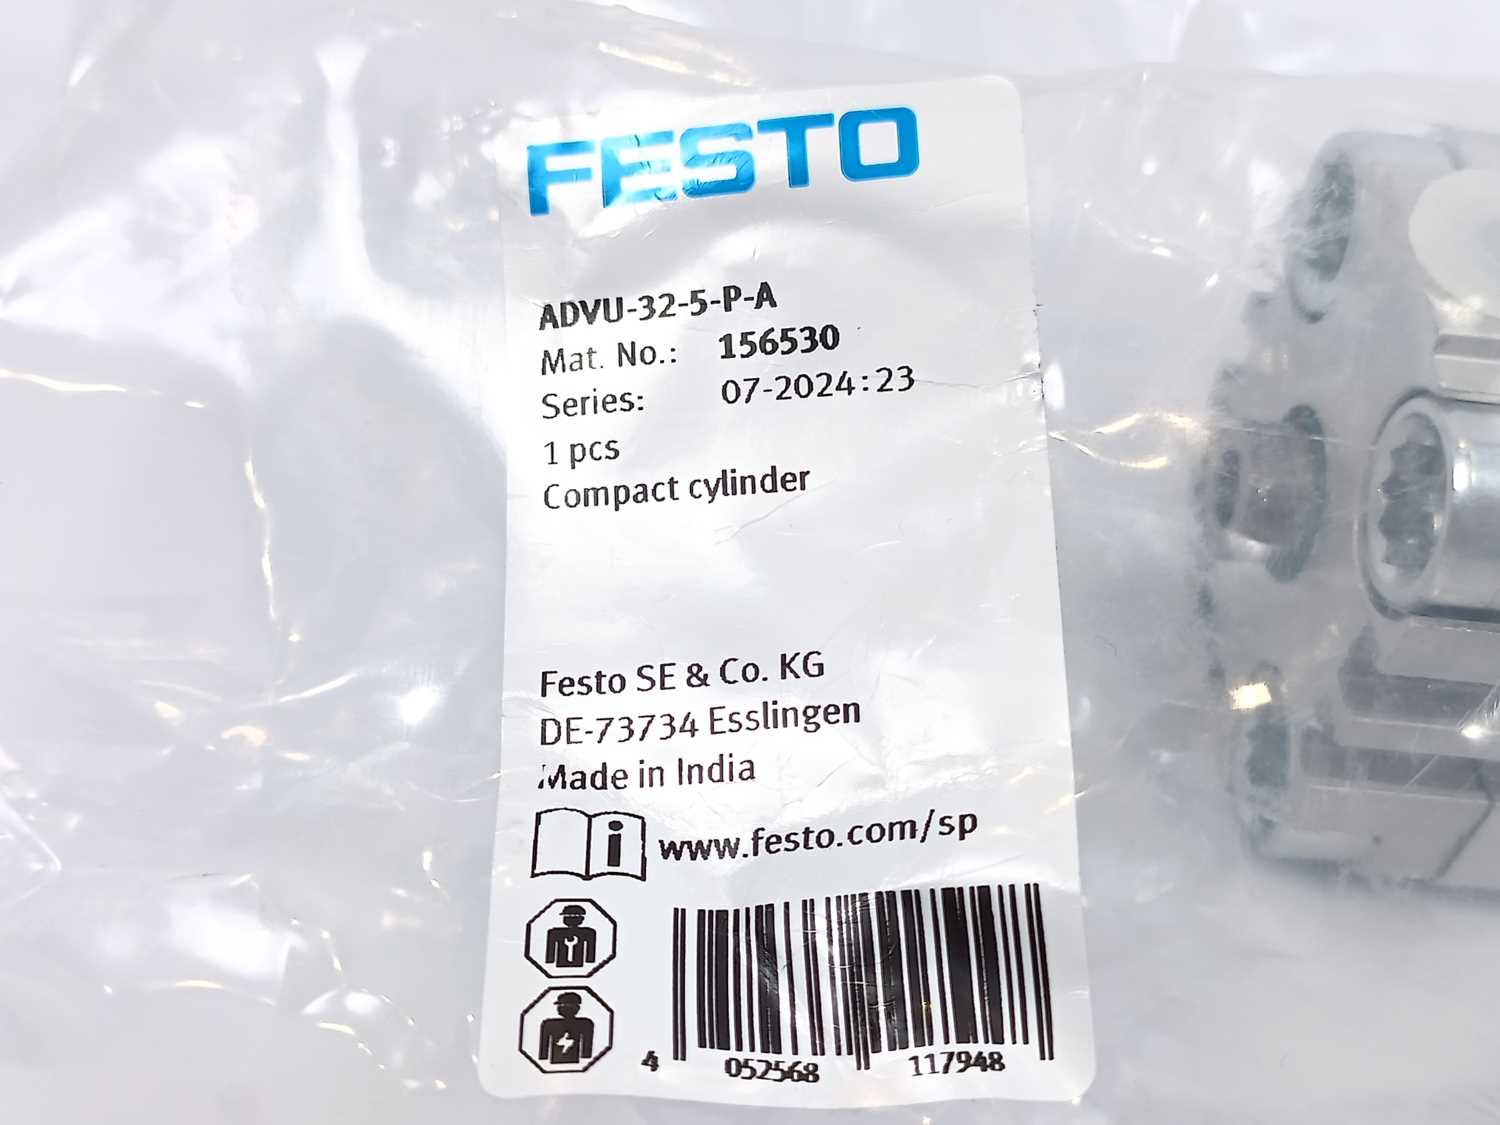 FESTO
ADVU-32-5-P-A
Mat. No.: 156530
Series: 07-2024:23
1 pcs
Compact cylinder
Festo SE & Co. KG
DE-73734 Esslingen
Made in India
i www.festo.com/sp
4 052568 117948